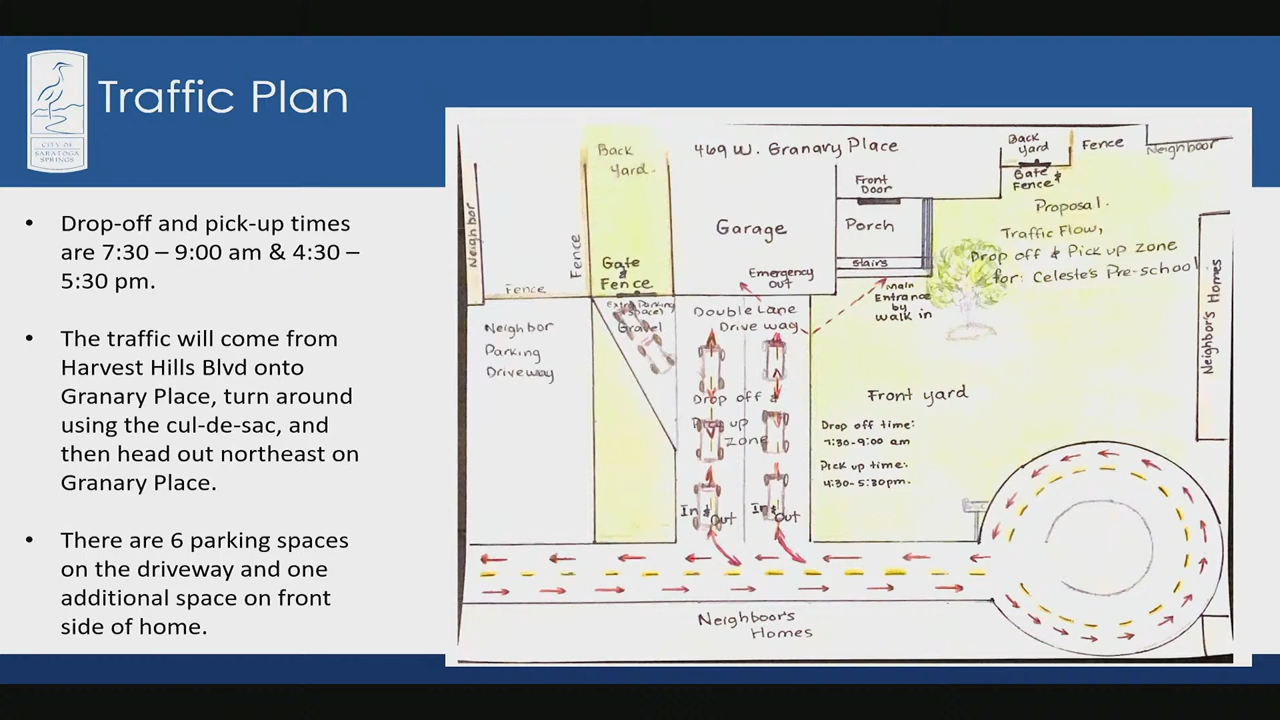 CITY OF
SARATOGA
SPRINGS
Traffic Plan
• Drop-off and pick-up times
are 7:30 – 9:00 am & 4:30 –
5:30 pm.
• The traffic will come from
Harvest Hills Blvd onto
Granary Place, turn around
using the cul-de-sac, and
then head out northeast on
Granary Place.
• There are 6 parking spaces
on the driveway and one
additional space on front
side of home.
469 W. Granary Place
Back
Yard.
Back
yard
Fence
Neighbor
Gate &
Fence
Front
Door
Porch
Stairs
Garage
Proposal.
Traffic Flow,
Drop off & Pick up zone
for: Celeste's Pre-school
Neighbor
Fence
Fence
Gate
&
Fence
Emergency
out
Main
Entrance
by
walk in
Neighbor's Homes
Extra Parking
(space)
Gravel
Double Lane
Drive way
Neighbor
Parking
Driveway
Drop off &
Pick up
zone
Front yard
Drop off time:
7:30-9:00 am
Pick up time:
4:30-5:30pm.
In & Out
In & Out
Neighboor's
Homes